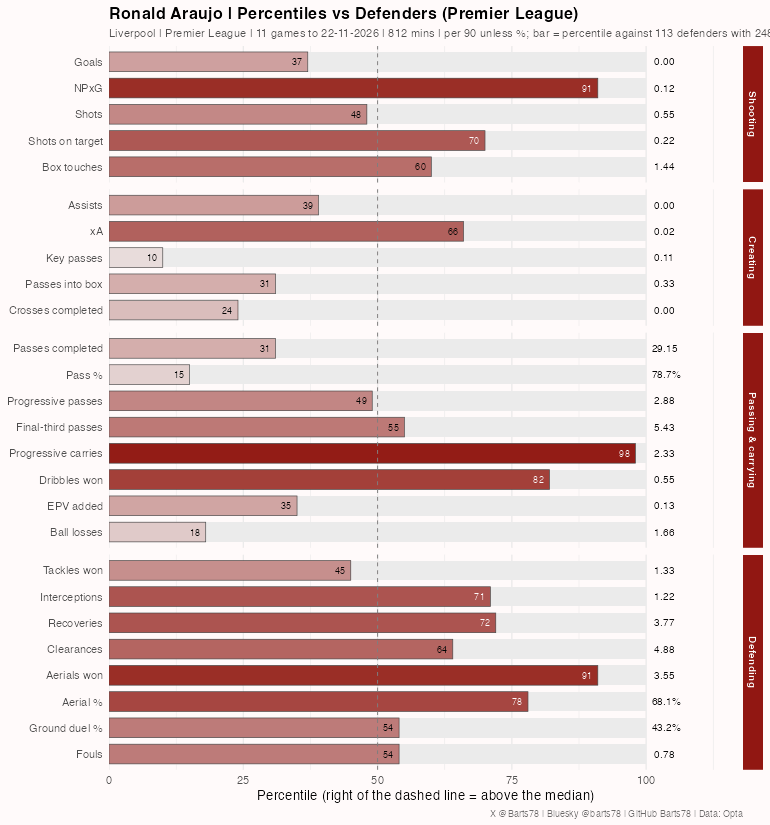 Ronald Araujo | Percentiles vs Defenders (Premier League)
Liverpool | Premier League | 11 games to 22-11-2026 | 812 mins | per 90 unless %; bar = percentile against 113 defenders with 248
Goals 37 0.00
NPxG 91 0.12
Shots 48 0.55
Shots on target 70 0.22
Box touches 60 1.44
Shooting
Assists 39 0.00
xA 66 0.02
Key passes 10 0.11
Passes into box 31 0.33
Crosses completed 24 0.00
Creating
Passes completed 31 29.15
Pass % 15 78.7%
Progressive passes 49 2.88
Final-third passes 55 5.43
Progressive carries 98 2.33
Dribbles won 82 0.55
EPV added 35 0.13
Ball losses 18 1.66
Passing & carrying
Tackles won 45 1.33
Interceptions 71 1.22
Recoveries 72 3.77
Clearances 64 4.88
Aerials won 91 3.55
Aerial % 78 68.1%
Ground duel % 54 43.2%
Fouls 54 0.78
Defending
0 25 50 75 100
Percentile (right of the dashed line = above the median)
X @Barts78 | Bluesky @barts78 | GitHub Barts78 | Data: Opta